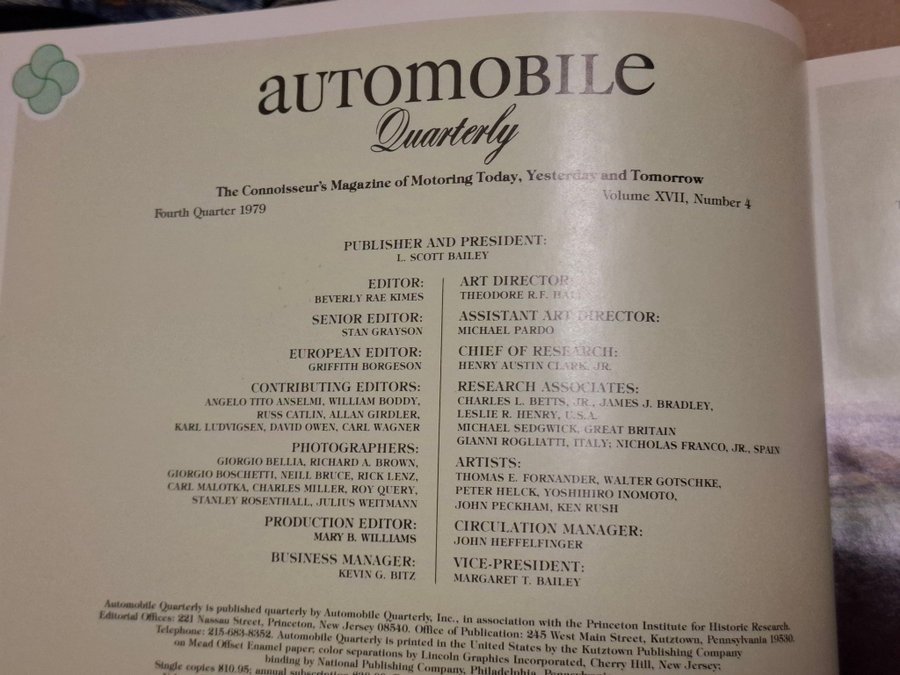 AUTOMOBILE
Quarterly
The Connoisseur's Magazine of Motoring Today, Yesterday and Tomorrow
Fourth Quarter 1979
Volume XVII, Number 4
PUBLISHER AND PRESIDENT:
L. SCOTT BAILEY
EDITOR:
BEVERLY RAE KIMES
SENIOR EDITOR:
STAN GRAYSON
EUROPEAN EDITOR:
GRIFFITH BORGESON
CONTRIBUTING EDITORS:
ANGELO TITO ANSELMI, WILLIAM BODDY,
RUSS CATLIN, ALLAN GIRDLER,
KARL LUDVIGSEN, DAVID OWEN, CARL WAGNER
PHOTOGRAPHERS:
GIORGIO BELLIA, RICHARD A. BROWN,
GIORGIO BOSCHETTI, NEILL BRUCE, RICK LENZ,
CARL MALOTKA, CHARLES MILLER, ROY QUERY,
STANLEY ROSENTHALL, JULIUS WEITMANN
PRODUCTION EDITOR:
MARY B. WILLIAMS
BUSINESS MANAGER:
KEVIN G. BITZ
ART DIRECTOR:
THEODORE R.F.
ASSISTANT ART DIRECTOR:
MICHAEL PARDO
CHIEF OF RESEARCH:
HENRY AUSTIN CLARK, JR.
RESEARCH ASSOCIATES:
CHARLES L. BETTS, JR., JAMES J. BRADLEY,
LESLIE R. HENRY, U.S.A.
MICHAEL SEDGWICK, GREAT BRITAIN
GIANNI ROGLIATTI, ITALY; NICHOLAS FRANCO, JR., SPAIN
ARTISTS:
THOMAS E. FORNANDER, WALTER GOTSCHKE,
PETER HELCK, YOSHIHIRO INOMOTO,
JOHN PECKHAM, KEN RUSH
CIRCULATION MANAGER:
JOHN HEFFELFINGER
VICE-PRESIDENT:
MARGARET T. BAILEY
Automobile Quarterly is published quarterly by Automobile Quarterly, Inc., in association with the Princeton Institute for Historic Research.
Editorial Offices: 221 Nassau Street, Princeton, New Jersey 08540. Office of Publication: 245 West Main Street, Kutztown, Pennsylvania 19530.
Telephone: 215-683-8352. Automobile Quarterly is printed in the United States by the Kutztown Publishing Company
on Mead Offset Enamel paper; color separations by Lincoln Graphics Incorporated, Cherry Hill, New Jersey;
binding by National Publishing Company, Philadelphia, Pennsylvania.
Single copies $10.95; annual subscription